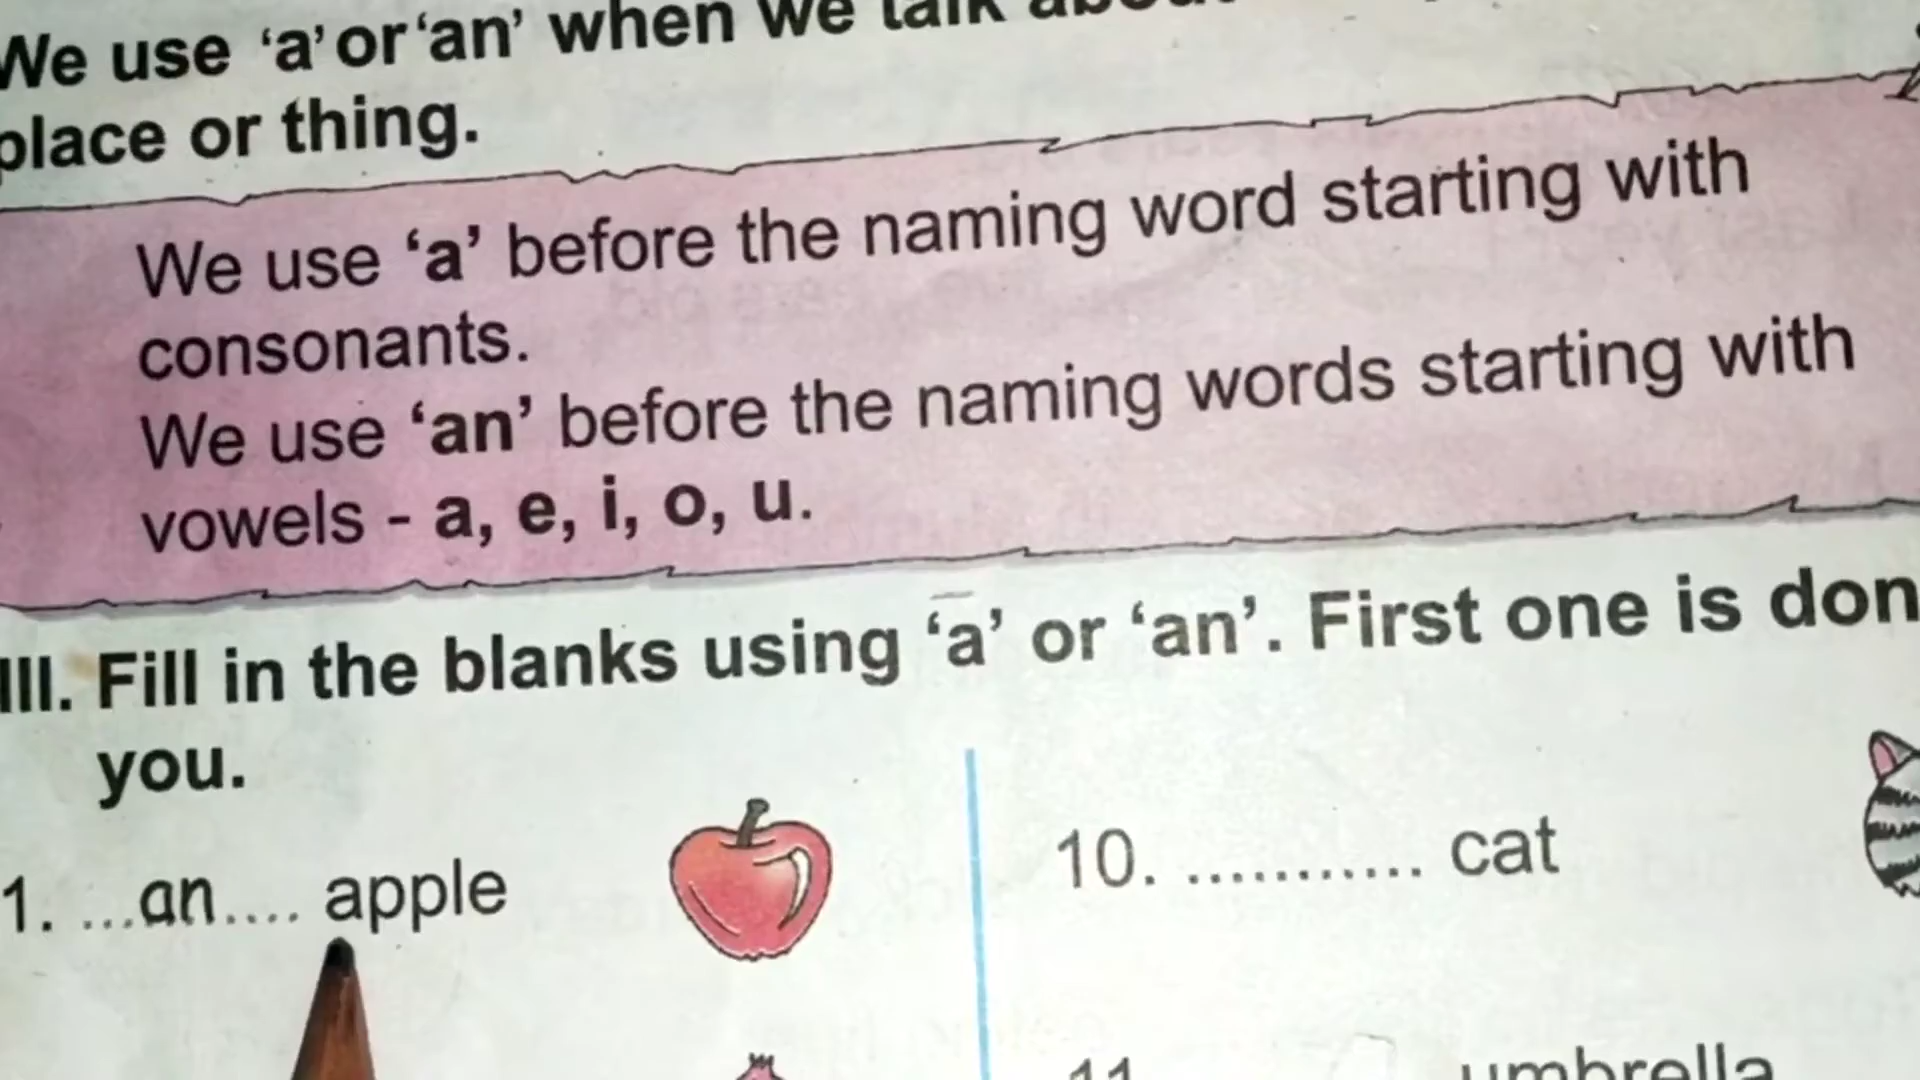 We use ‘a’ or ‘an’ when we talk
place or thing.
We use ‘a’ before the naming word starting with
consonants.
We use ‘an’ before the naming words starting with
vowels - a, e, i, o, u.
III. Fill in the blanks using ‘a’ or ‘an’. First one is don
you.
1. ...an.... apple
10. ........... cat
11 umbrella